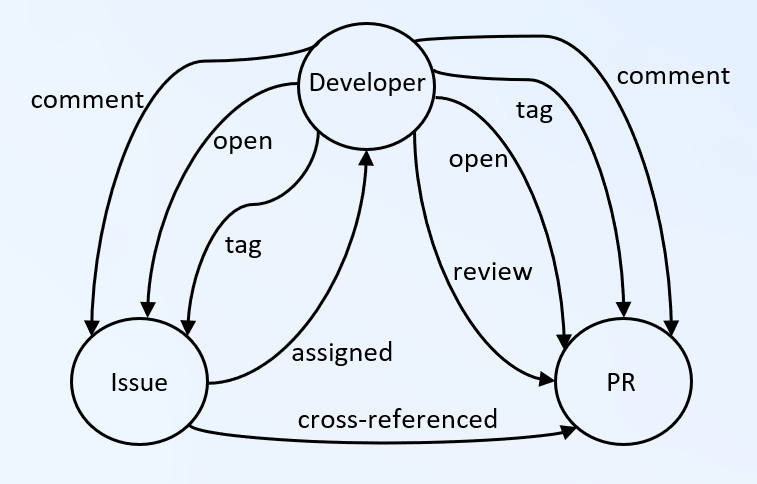 Developer
comment
comment
tag
open
open
tag
review
assigned
Issue
PR
cross-referenced